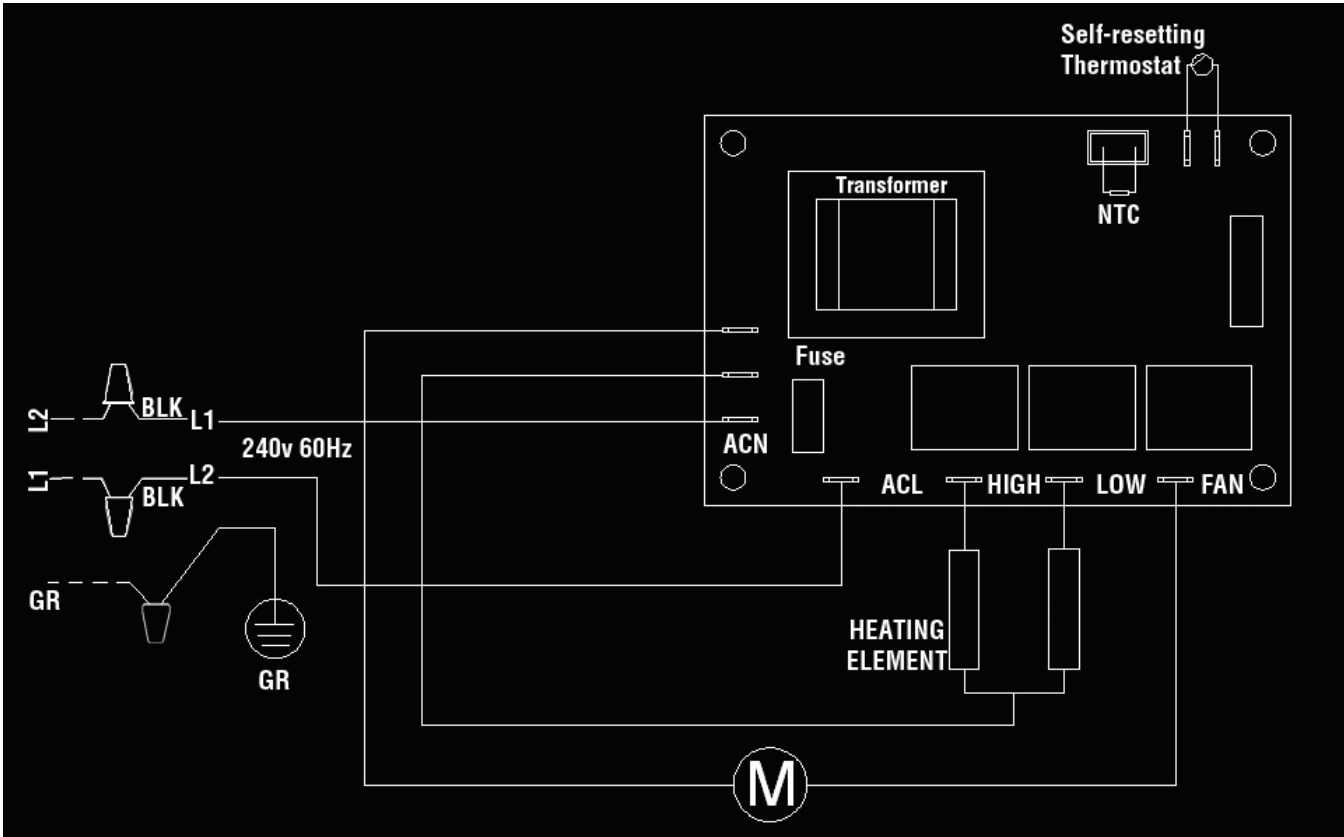 Self-resetting
Thermostat
Transformer
NTC
Fuse
L2
BLK
L1
240v 60Hz
ACN
L1
BLK
L2
ACL
HIGH
LOW
FAN
GR
GR
HEATING
ELEMENT
M